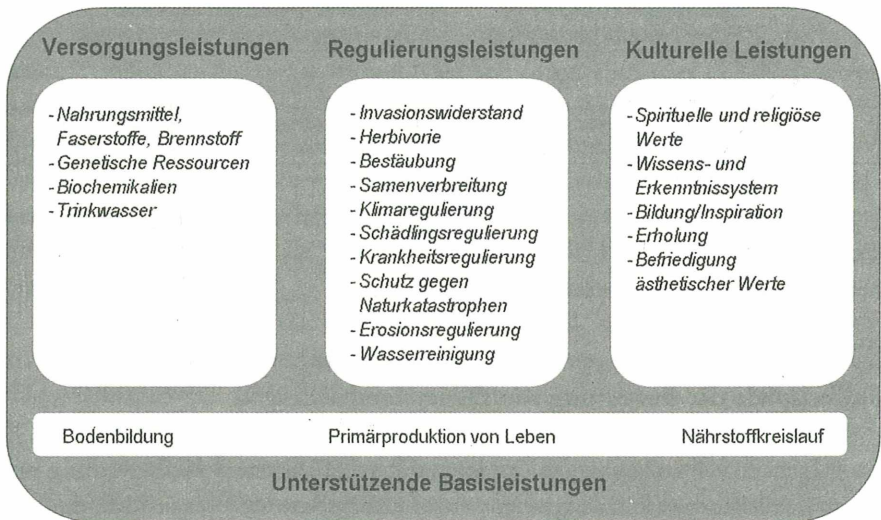 Versorgungsleistungen
- Nahrungsmittel,
Faserstoffe, Brennstoff
- Genetische Ressourcen
- Biochemikalien
- Trinkwasser
Regulierungsleistungen
- Invasionswiderstand
- Herbivorie
- Bestäubung
- Samenverbreitung
- Klimaregulierung
- Schädlingsregulierung
- Krankheitsregulierung
- Schutz gegen
Naturkatastrophen
- Erosionsregulierung
- Wasserreinigung
Kulturelle Leistungen
- Spirituelle und religiöse
Werte
- Wissens- und
Erkenntnissystem
- Bildung/Inspiration
- Erholung
- Befriedigung
ästhetischer Werte
Bodenbildung Primärproduktion von Leben Nährstoffkreislauf
Unterstützende Basisleistungen